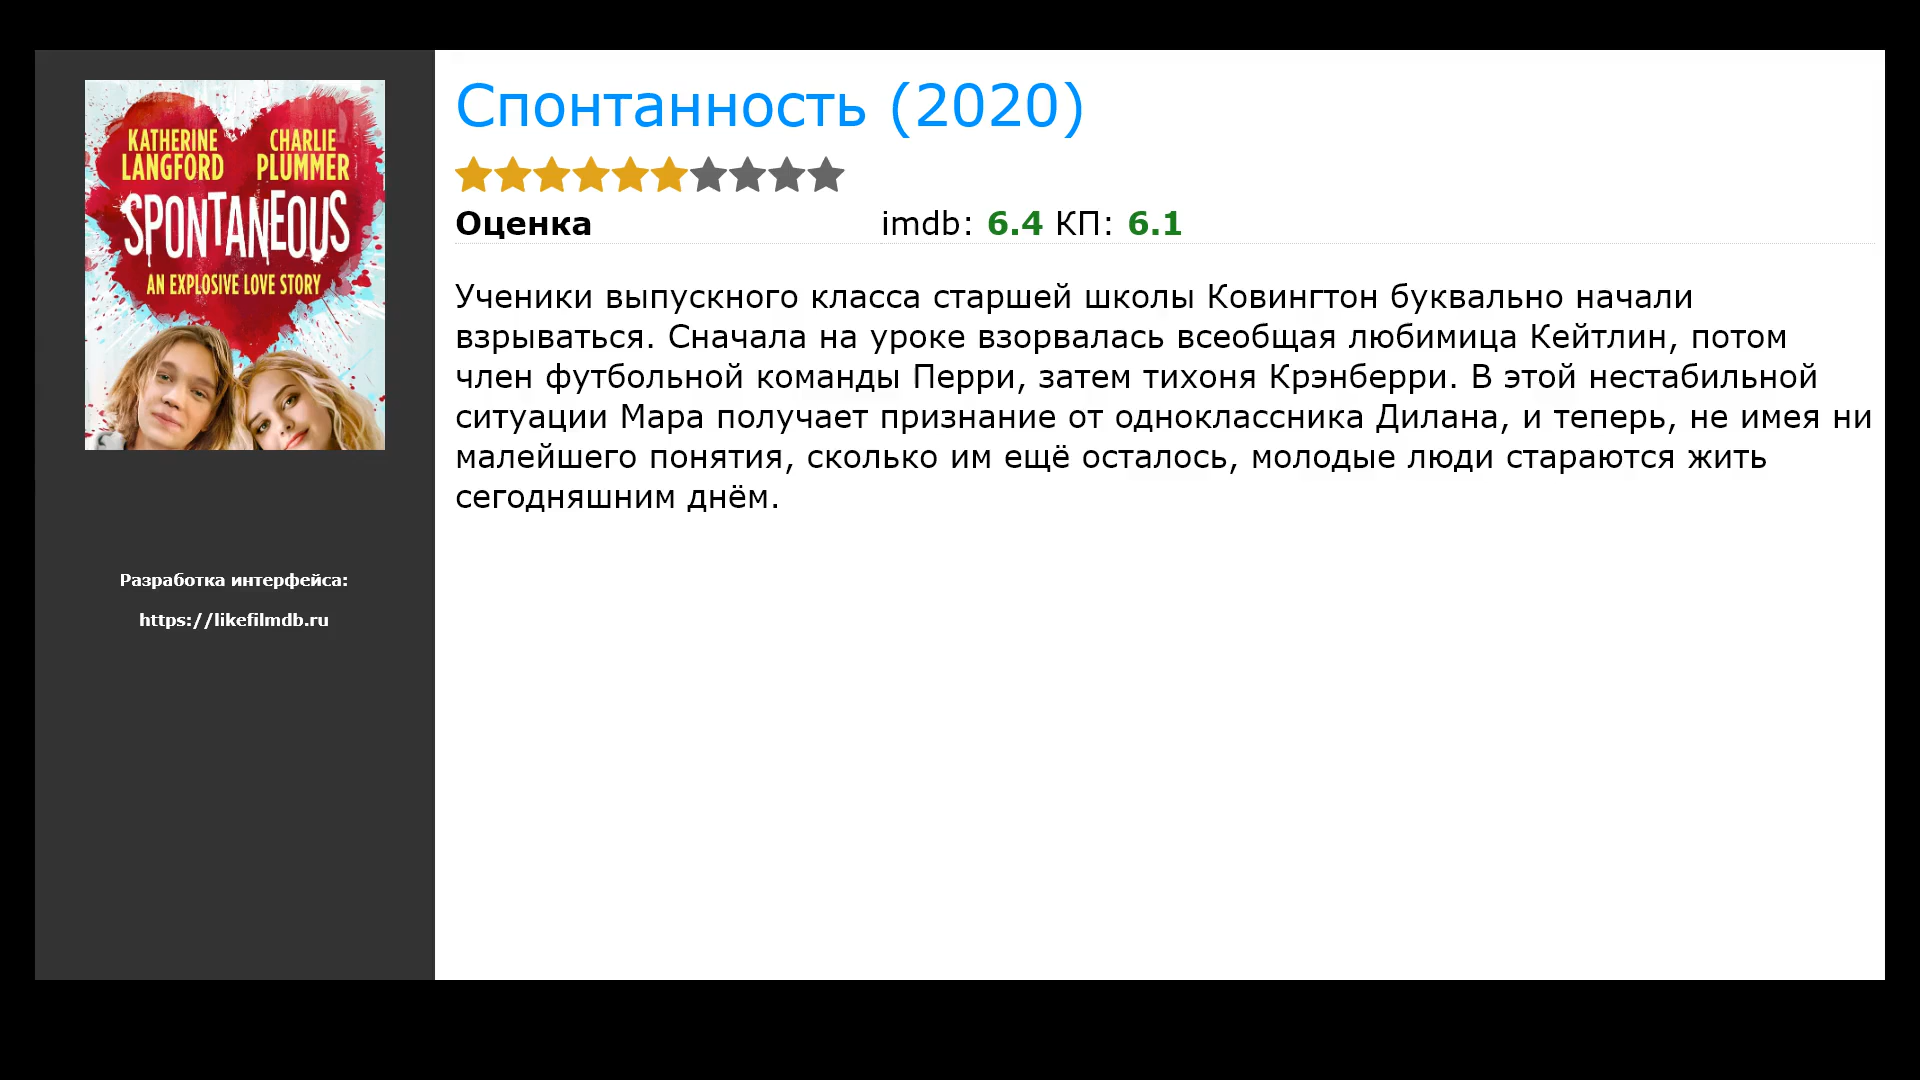 KATHERINE LANGFORD
CHARLIE PLUMMER
SPONTANEOUS
AN EXPLOSIVE LOVE STORY
Разработка интерфейса:
https://likefilmdb.ru
Спонтанность (2020)
Оценка imdb: 6.4 КП: 6.1
Ученики выпускного класса старшей школы Ковингтон буквально начали
взрываться. Сначала на уроке взорвалась всеобщая любимица Кейтлин, потом
член футбольной команды Перри, затем тихоня Крэнберри. В этой нестабильной
ситуации Мара получает признание от одноклассника Дилана, и теперь, не имея ни
малейшего понятия, сколько им ещё осталось, молодые люди стараются жить
сегодняшним днём.